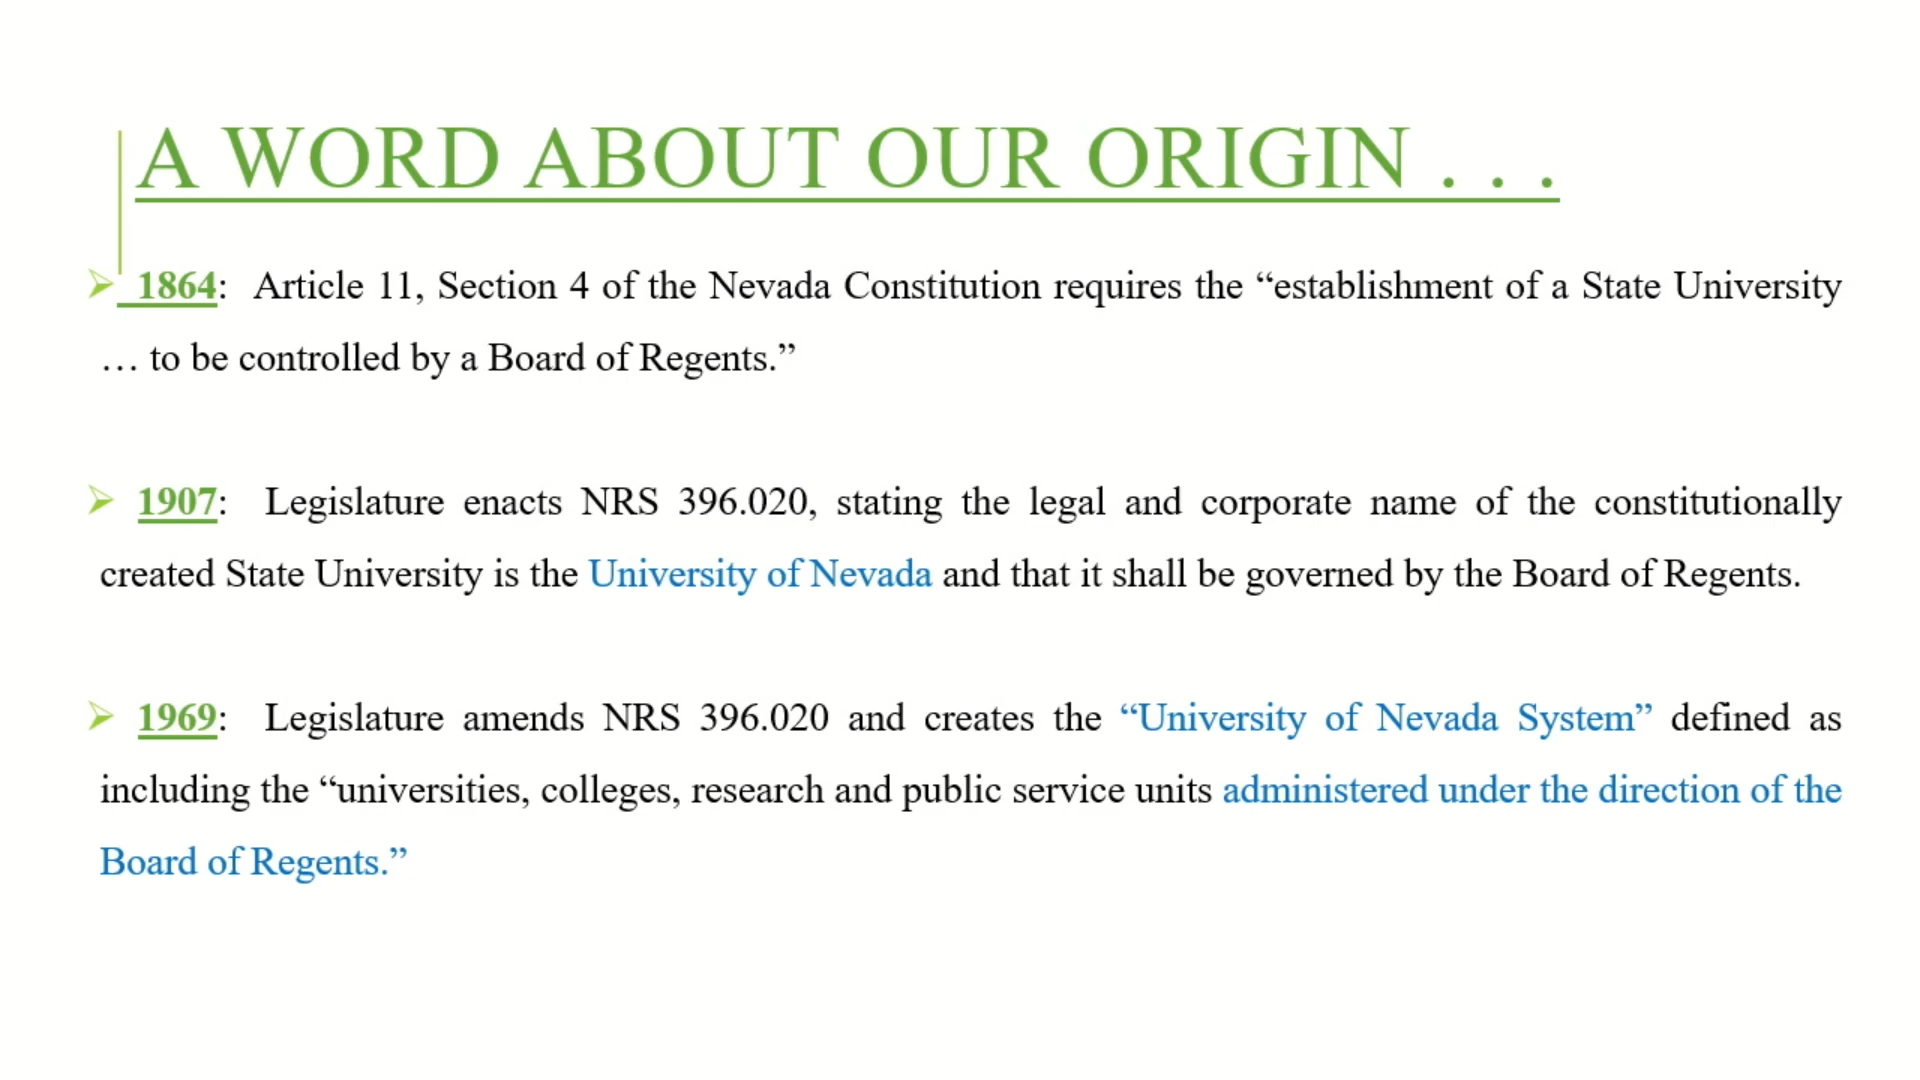 A WORD ABOUT OUR ORIGIN . . .
1864: Article 11, Section 4 of the Nevada Constitution requires the “establishment of a State University
… to be controlled by a Board of Regents.”
1907: Legislature enacts NRS 396.020, stating the legal and corporate name of the constitutionally
created State University is the University of Nevada and that it shall be governed by the Board of Regents.
1969: Legislature amends NRS 396.020 and creates the “University of Nevada System” defined as
including the “universities, colleges, research and public service units administered under the direction of the
Board of Regents.”